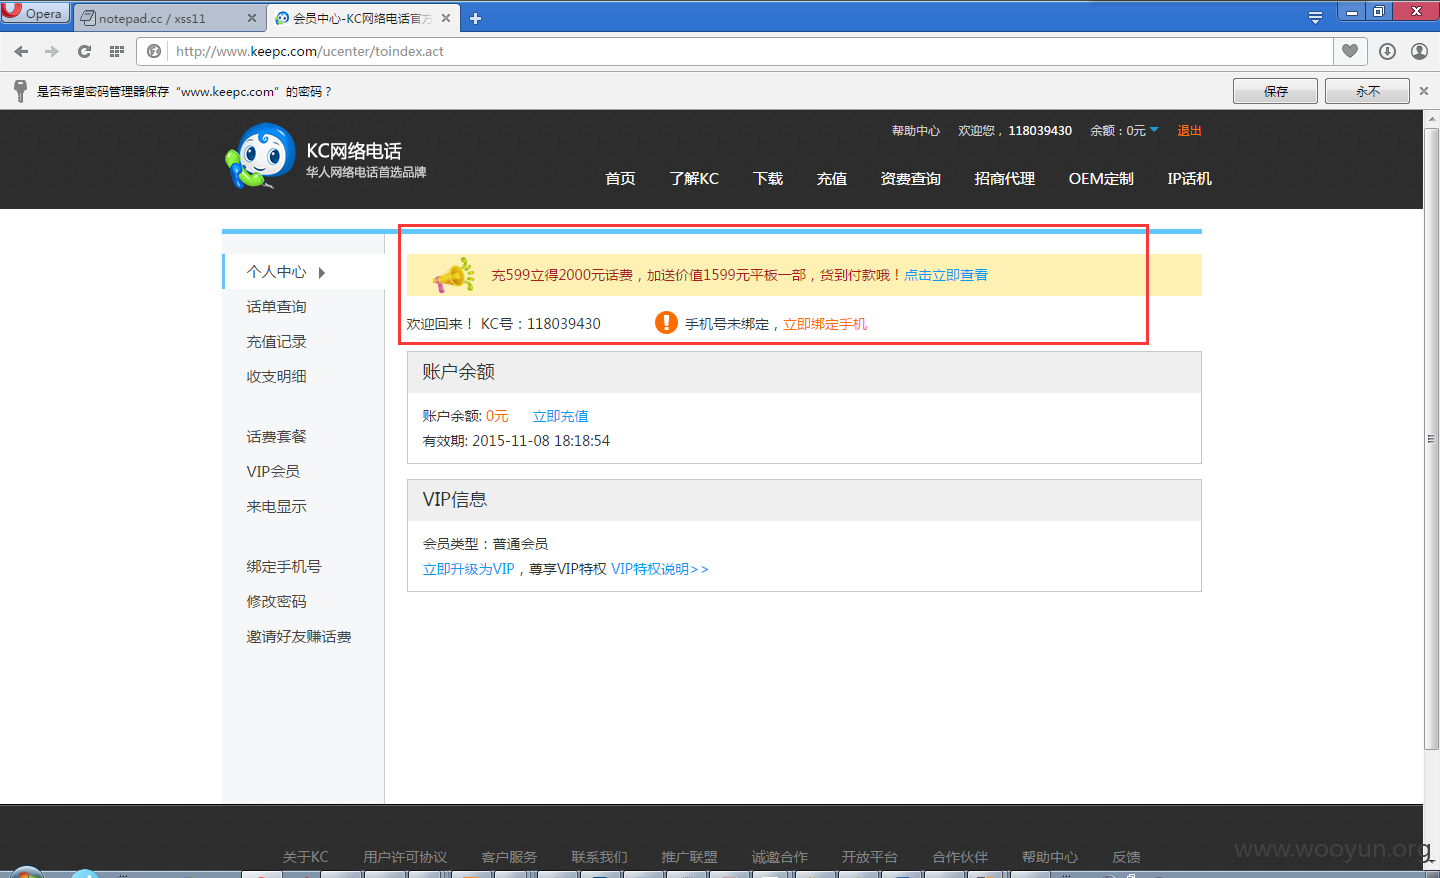 Opera
notepad.cc / xss11
会员中心-KC网络电话官方
http://www.keepc.com/ucenter/toindex.act
是否希望密码管理器保存“www.keepc.com”的密码？
保存
永不
KC网络电话
华人网络电话首选品牌
帮助中心 欢迎您，118039430 余额：0元 退出
首页 了解KC 下载 充值 资费查询 招商代理 OEM定制 IP话机
个人中心
话单查询
充值记录
收支明细
话费套餐
VIP会员
来电显示
绑定手机号
修改密码
邀请好友赚话费
充599立得2000元话费，加送价值1599元平板一部，货到付款哦！点击立即查看
欢迎回来！ KC号：118039430 手机号未绑定，立即绑定手机
账户余额
账户余额: 0元 立即充值
有效期: 2015-11-08 18:18:54
VIP信息
会员类型：普通会员
立即升级为VIP，尊享VIP特权 VIP特权说明>>
关于KC 用户许可协议 客户服务 联系我们 推广联盟 诚邀合作 开放平台 合作伙伴 帮助中心 反馈
www.wooyun.org